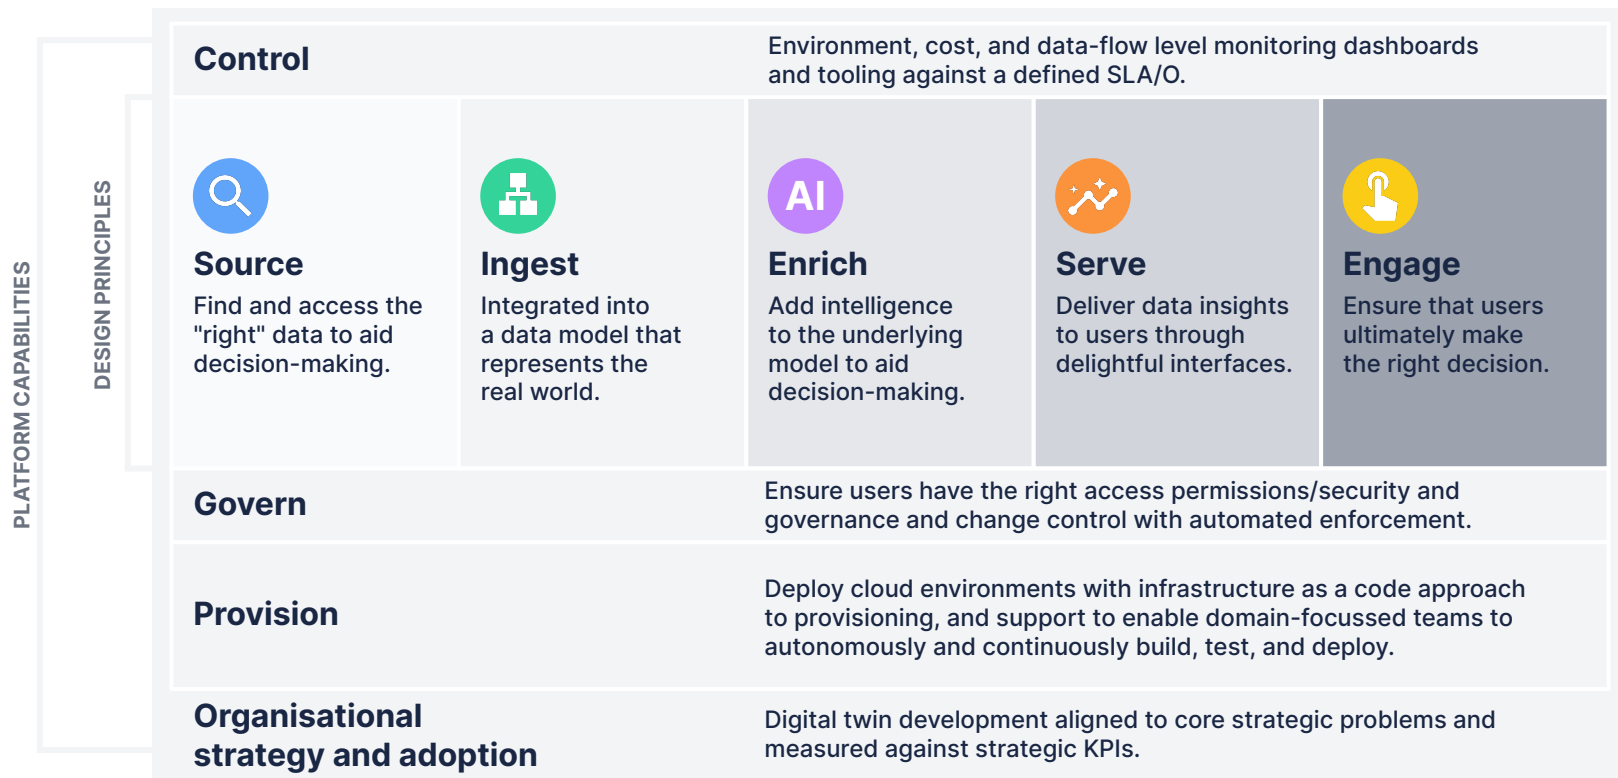 PLATFORM CAPABILITIES
DESIGN PRINCIPLES
Control
Environment, cost, and data-flow level monitoring dashboards
and tooling against a defined SLA/O.
Source
Find and access the
"right" data to aid
decision-making.
Ingest
Integrated into
a data model that
represents the
real world.
AI
Enrich
Add intelligence
to the underlying
model to aid
decision-making.
Serve
Deliver data insights
to users through
delightful interfaces.
Engage
Ensure that users
ultimately make
the right decision.
Govern
Ensure users have the right access permissions/security and
governance and change control with automated enforcement.
Provision
Deploy cloud environments with infrastructure as a code approach
to provisioning, and support to enable domain-focussed teams to
autonomously and continuously build, test, and deploy.
Organisational
strategy and adoption
Digital twin development aligned to core strategic problems and
measured against strategic KPIs.